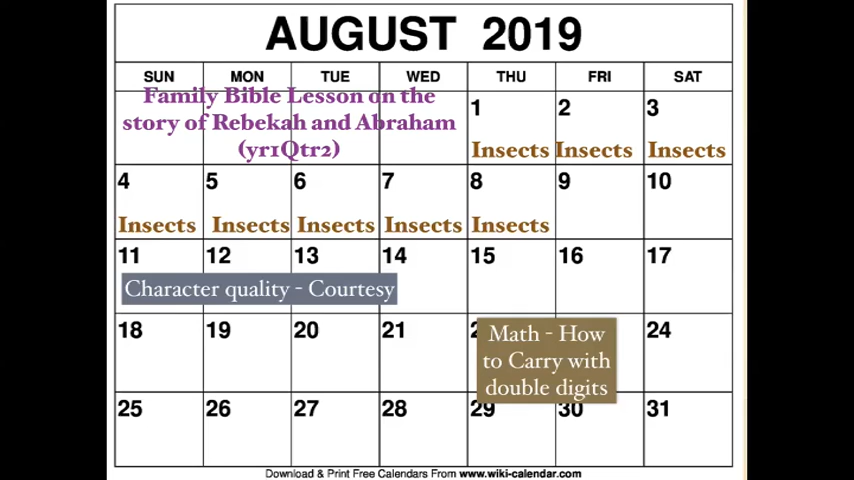 AUGUST 2019
SUN MON TUE WED THU FRI SAT
Family Bible Lesson on the
story of Rebekah and Abraham
(yr1Qtr2)
1 2 3
Insects Insects Insects
4 5 6 7 8 9 10
Insects Insects Insects Insects Insects
11 12 13 14 15 16 17
Character quality - Courtesy
18 19 20 21 24
Math - How
to Carry with
double digits
25 26 27 28 29 30 31
Download & Print Free Calendars From www.wiki-calendar.com